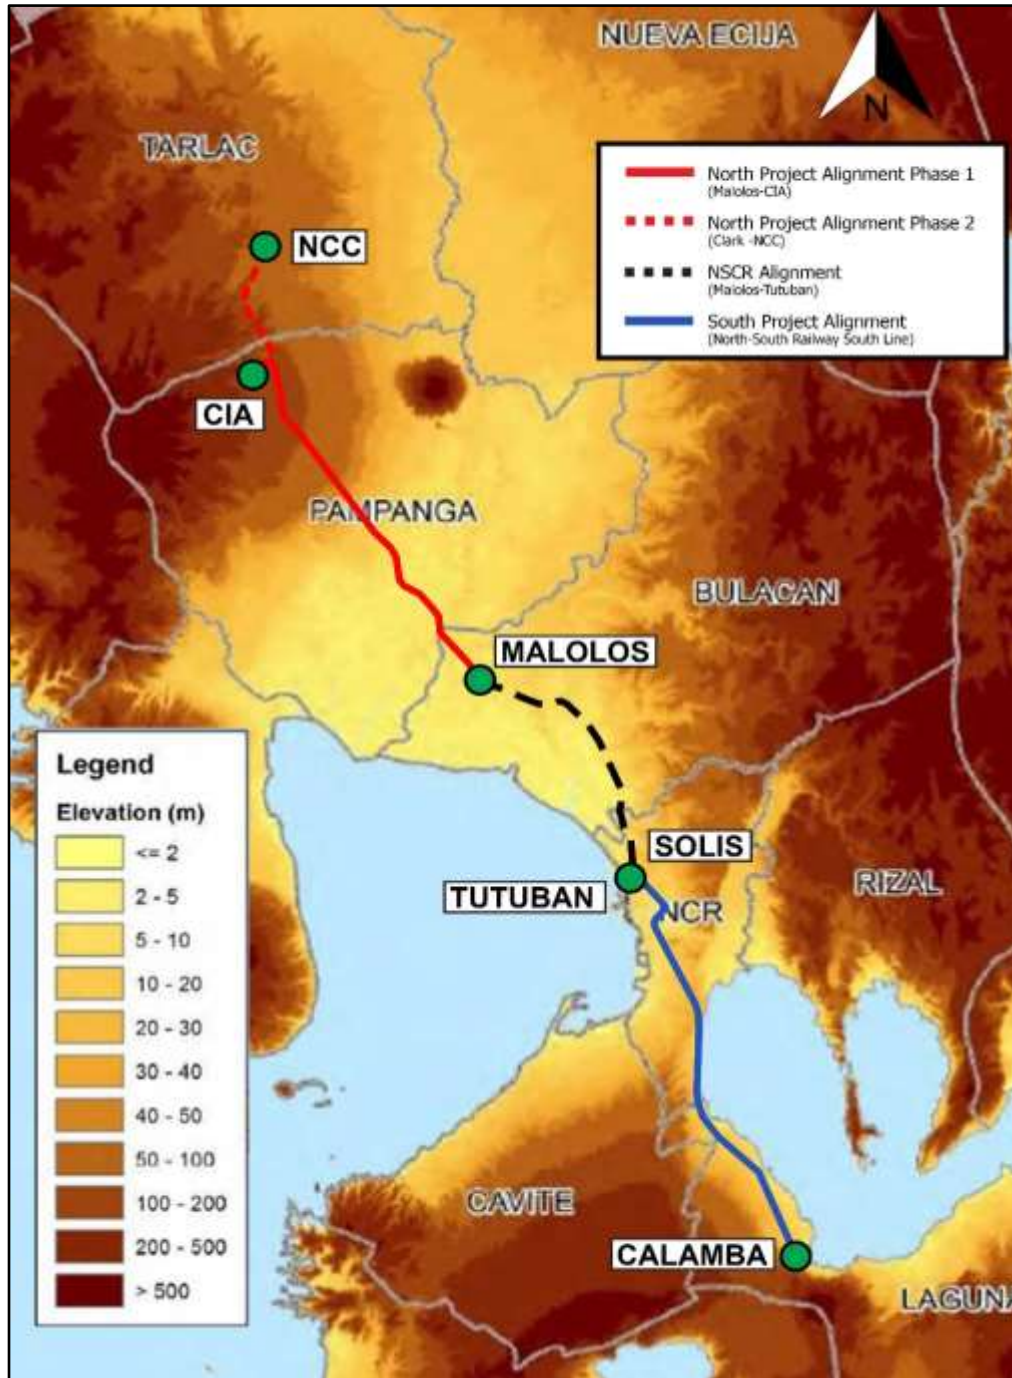 NUEVA ECIJA
N
TARLAC
North Project Alignment Phase 1
(Malolos-CIA)
North Project Alignment Phase 2
(Clark -NCC)
NSCR Alignment
(Malolos-Tutuban)
South Project Alignment
(North-South Railway South Line)
NCC
CIA
PAMPANGA
BULACAN
MALOLOS
Legend
Elevation (m)
<= 2
2 - 5
5 - 10
10 - 20
20 - 30
30 - 40
40 - 50
50 - 100
100 - 200
200 - 500
> 500
SOLIS
TUTUBAN
NCR
RIZAL
CAVITE
CALAMBA
LAGUNA